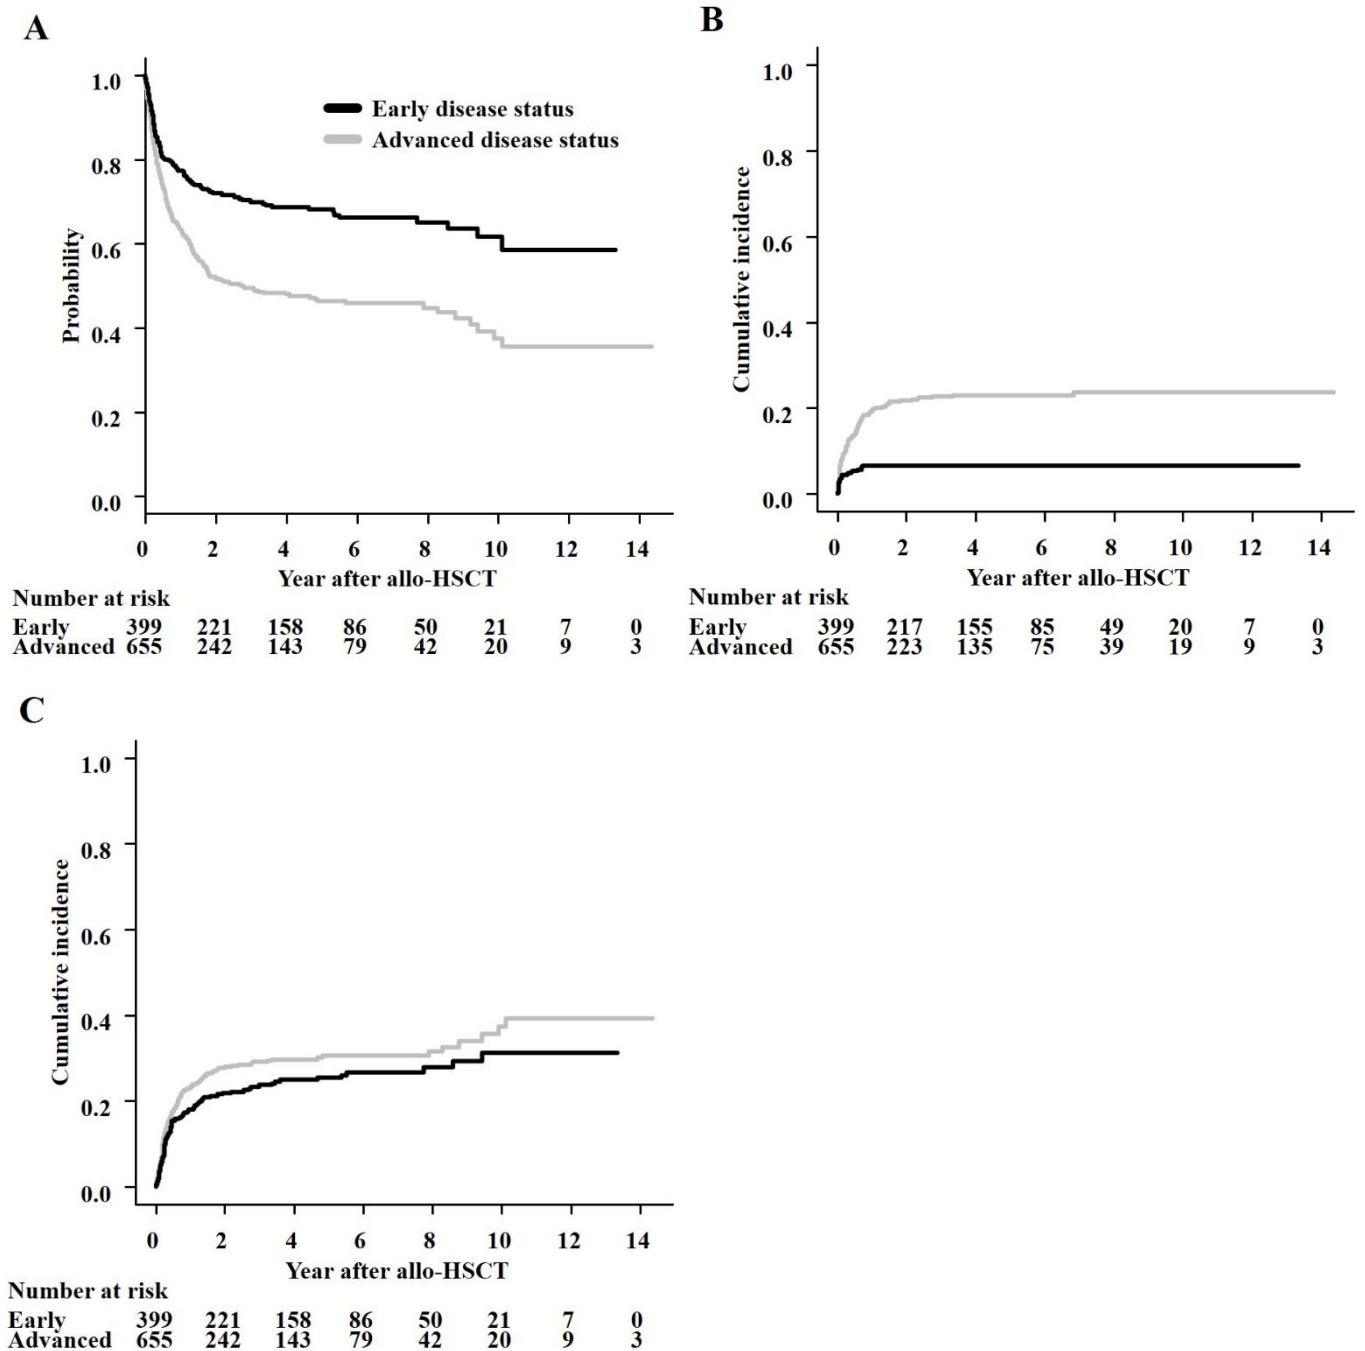 A
1.0
0.8
0.6
0.4
0.2
0.0
Probability
Early disease status
Advanced disease status
0 2 4 6 8 10 12 14
Year after allo-HSCT
Number at risk
Early 399 221 158 86 50 21 7 0
Advanced 655 242 143 79 42 20 9 3
B
1.0
0.8
0.6
0.4
0.2
0.0
Cumulative incidence
0 2 4 6 8 10 12 14
Year after allo-HSCT
Number at risk
Early 399 217 155 85 49 20 7 0
Advanced 655 223 135 75 39 19 9 3
C
1.0
0.8
0.6
0.4
0.2
0.0
Cumulative incidence
0 2 4 6 8 10 12 14
Year after allo-HSCT
Number at risk
Early 399 221 158 86 50 21 7 0
Advanced 655 242 143 79 42 20 9 3